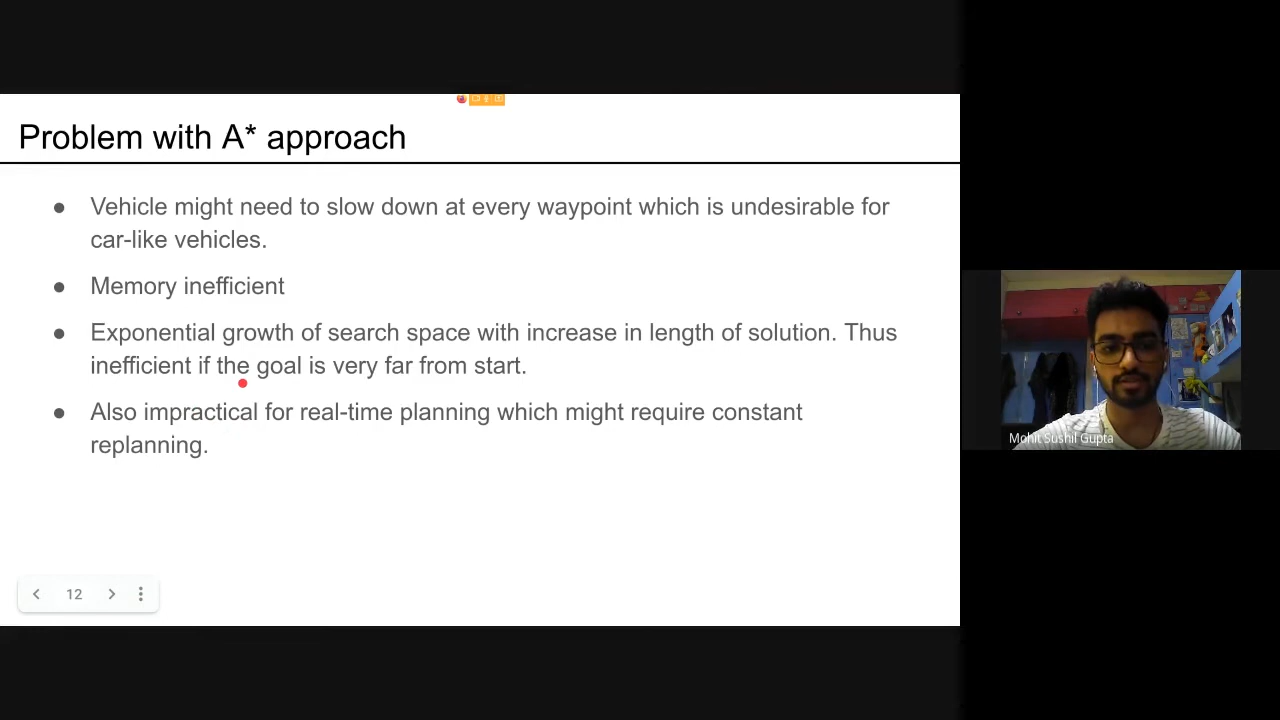 Problem with A* approach
● Vehicle might need to slow down at every waypoint which is undesirable for
car-like vehicles.
● Memory inefficient
● Exponential growth of search space with increase in length of solution. Thus
inefficient if the goal is very far from start.
● Also impractical for real-time planning which might require constant
replanning.
12
Mohit Sushil Gupta